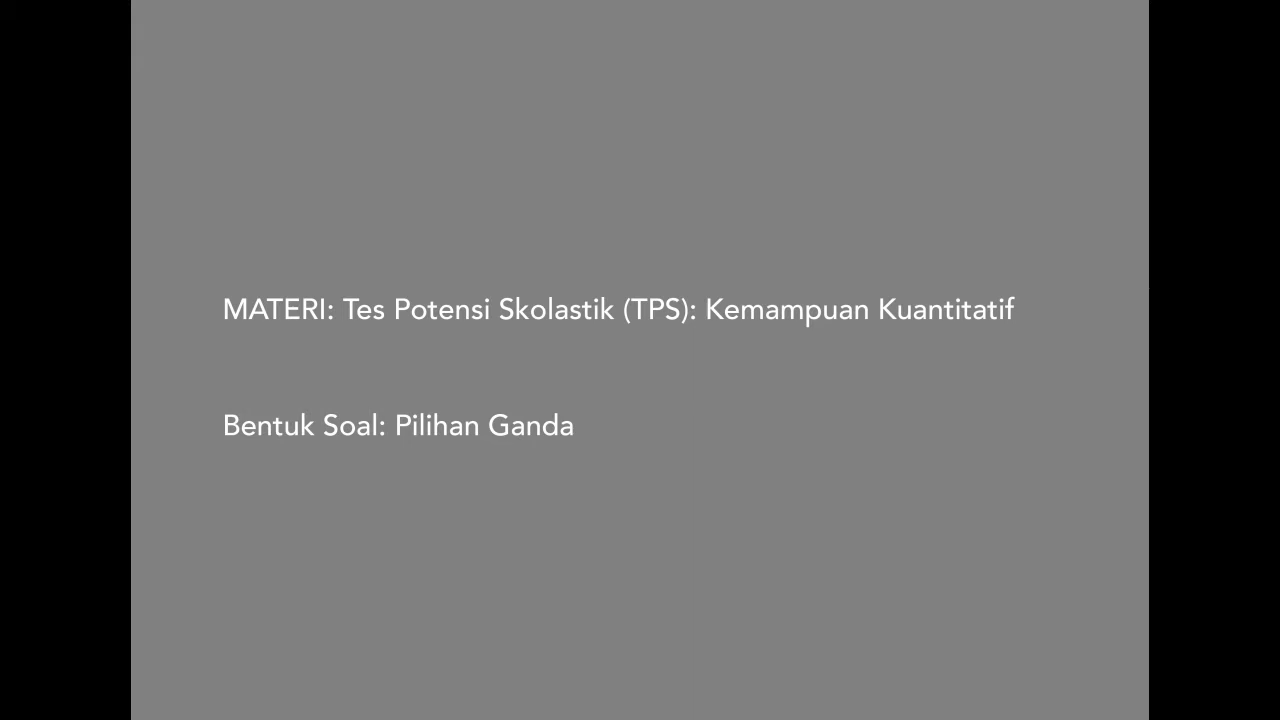 MATERI: Tes Potensi Skolastik (TPS): Kemampuan Kuantitatif
Bentuk Soal: Pilihan Ganda